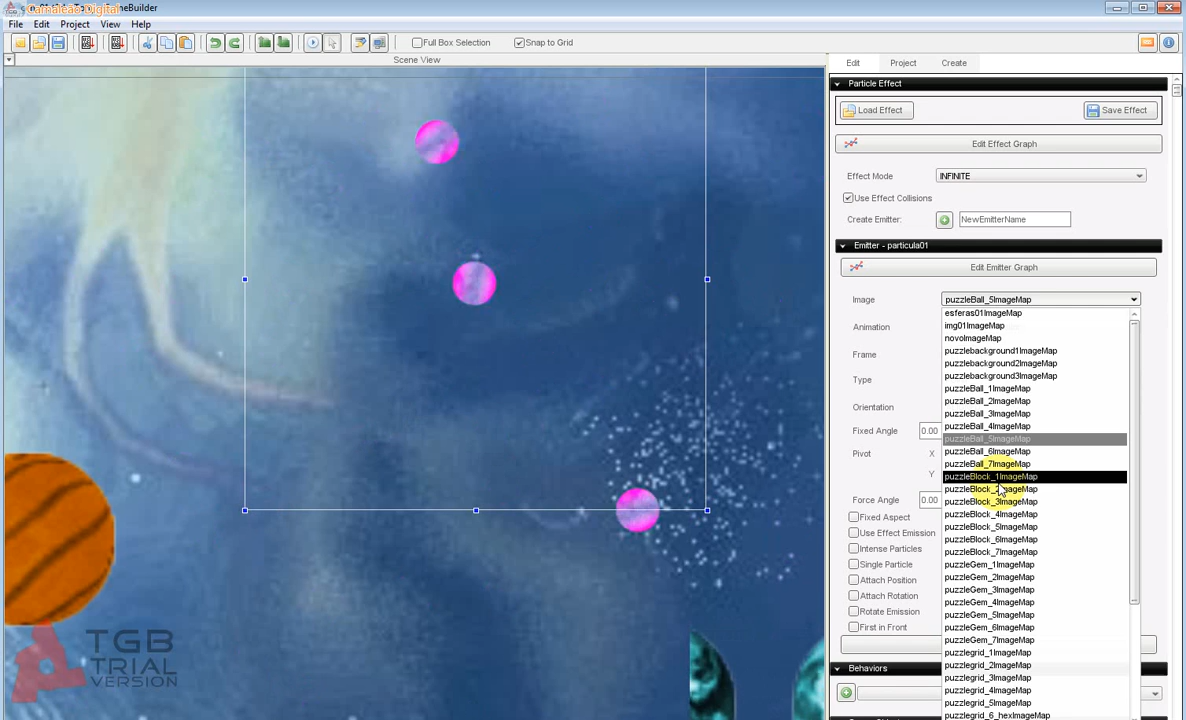 Camaleão Digital
eBuilder
File Edit Project View Help
Full Box Selection
Snap to Grid
Scene View
Edit Project Create
Particle Effect
Load Effect
Save Effect
Edit Effect Graph
Effect Mode INFINITE
Use Effect Collisions
Create Emitter: NewEmitterName
Emitter - particula01
Edit Emitter Graph
Image puzzleBall_5ImageMap
esferas01ImageMap
img01ImageMap
novoImageMap
puzzlebackground1ImageMap
puzzlebackground2ImageMap
puzzlebackground3ImageMap
puzzleBall_1ImageMap
puzzleBall_2ImageMap
puzzleBall_3ImageMap
puzzleBall_4ImageMap
puzzleBall_5ImageMap
puzzleBall_6ImageMap
puzzleBall_7ImageMap
puzzleBlock_1ImageMap
puzzleBlock_2ImageMap
puzzleBlock_3ImageMap
puzzleBlock_4ImageMap
puzzleBlock_5ImageMap
puzzleBlock_6ImageMap
puzzleBlock_7ImageMap
puzzleGem_1ImageMap
puzzleGem_2ImageMap
puzzleGem_3ImageMap
puzzleGem_4ImageMap
puzzleGem_5ImageMap
puzzleGem_6ImageMap
puzzleGem_7ImageMap
puzzlegrid_1ImageMap
puzzlegrid_2ImageMap
puzzlegrid_3ImageMap
puzzlegrid_4ImageMap
puzzlegrid_5ImageMap
puzzlegrid_6_hexImageMap
Animation
Frame
Type
Orientation
Fixed Angle 0.00
Pivot X
Y
Force Angle 0.00
Fixed Aspect
Use Effect Emission
Intense Particles
Single Particle
Attach Position
Attach Rotation
Rotate Emission
First in Front
Behaviors
TGB
TRIAL
VERSION